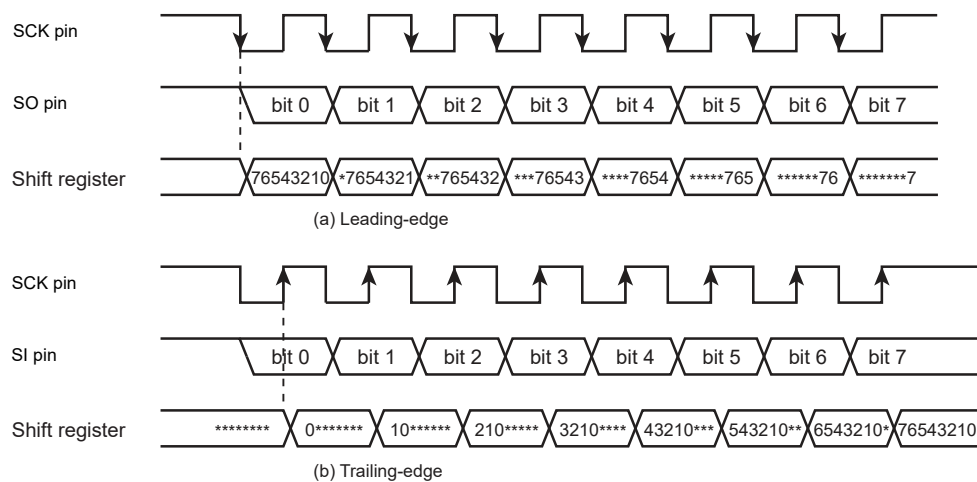 SCK pin
SO pin bit 0 bit 1 bit 2 bit 3 bit 4 bit 5 bit 6 bit 7
Shift register 76543210 *7654321 **765432 ***76543 ****7654 *****765 ******76 *******7
(a) Leading-edge
SCK pin
SI pin bit 0 bit 1 bit 2 bit 3 bit 4 bit 5 bit 6 bit 7
Shift register ******** 0******* 10****** 210***** 3210**** 43210*** 543210** 6543210* 76543210
(b) Trailing-edge